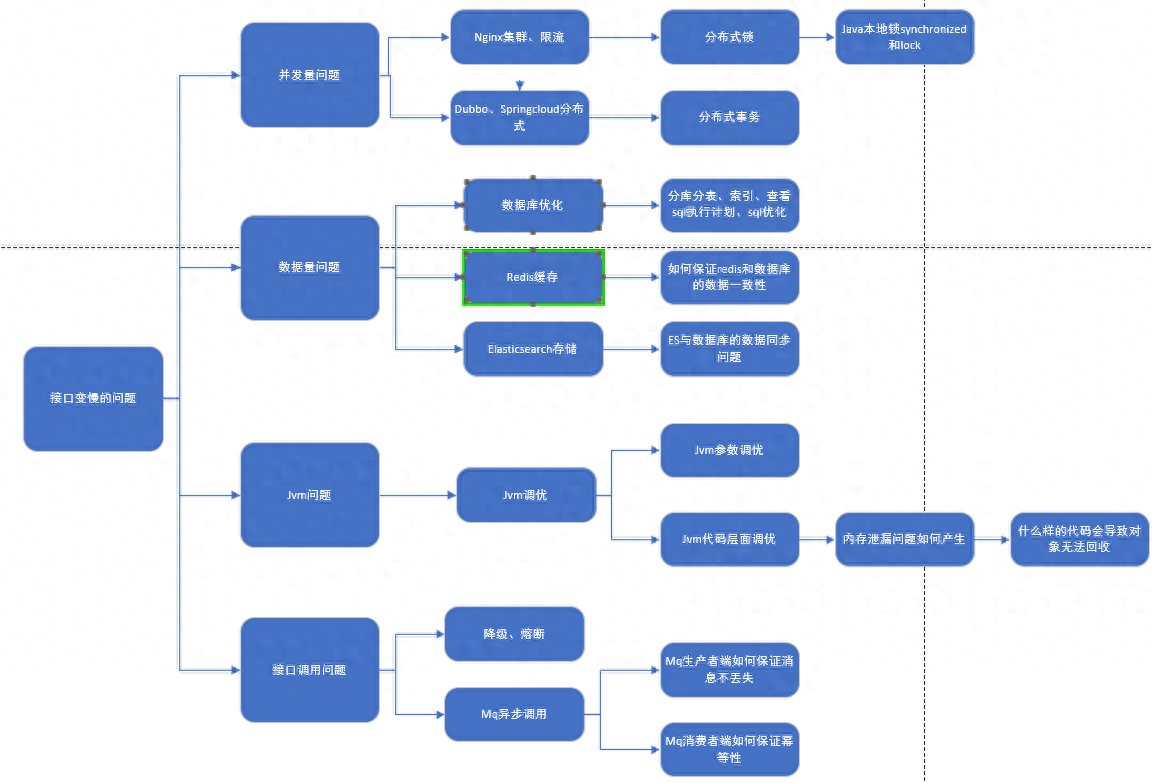 接口变慢的问题
并发量问题
Nginx集群、限流
分布式锁
Java本地锁synchronized
和lock
Dubbo、Springcloud分布
式
分布式事务
数据量问题
数据库优化
分库分表、索引、查看
sql执行计划、sql优化
Redis缓存
如何保证redis和数据库
的数据一致性
Elasticsearch存储
ES与数据库的数据同步
问题
Jvm问题
Jvm调优
Jvm参数调优
Jvm代码层面调优
内存泄漏问题如何产生
什么样的代码会导致对
象无法回收
接口调用问题
降级、熔断
Mq异步调用
Mq生产者端如何保证消
息不丢失
Mq消费者端如何保证幂
等性